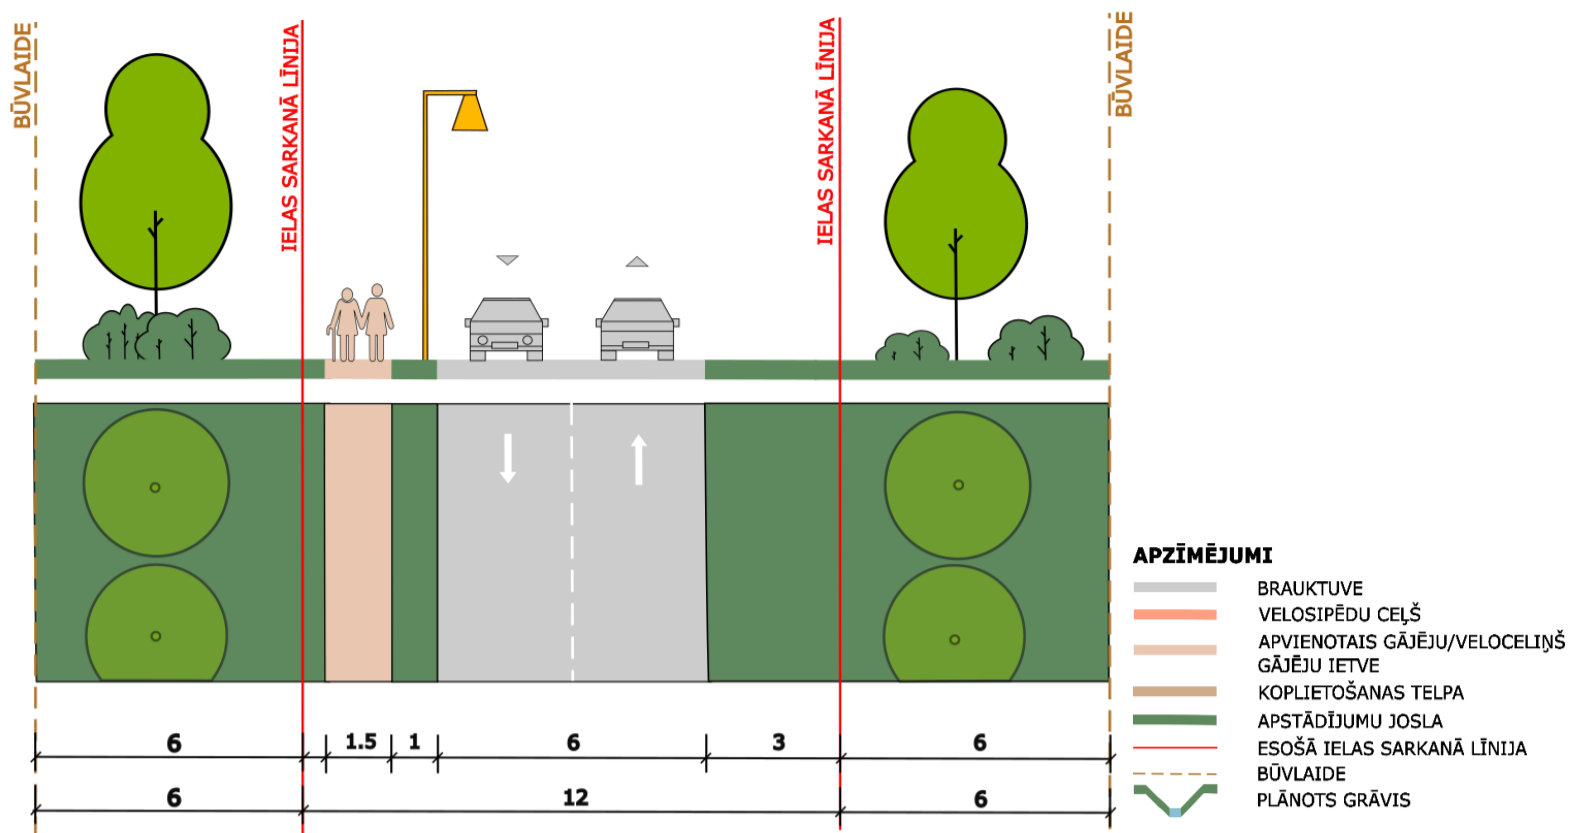 BŪVLAIDE
IELAS SARKANĀ LĪNIJA
IELAS SARKANĀ LĪNIJA
BŪVLAIDE
APZĪMĒJUMI
BRAUKTUVE
VELOSIPĒDU CEĻŠ
APVIENOTAIS GĀJĒJU/VELOCELIŅŠ
GĀJĒJU IETVE
KOPLIETOŠANAS TELPA
APSTĀDĪJUMU JOSLA
ESOŠĀ IELAS SARKANĀ LĪNIJA
BŪVLAIDE
PLĀNOTS GRĀVIS
6 1.5 1 6 3 6
6 12 6